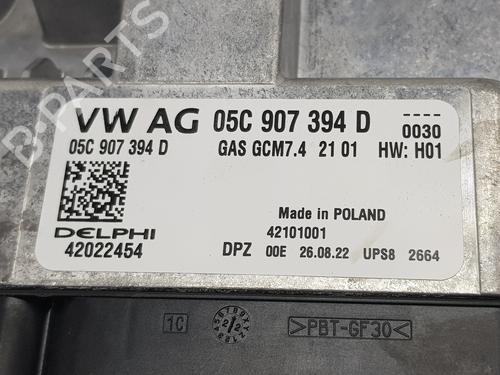 VW AG 05C 907 394 D
----
0030
05C 907 394 D GAS GCM7.4 21 01 HW: H01
Made in POLAND
DELPHI 42101001
42022454 DPZ 00E 26.08.22 UPS8 2664
1C
>PBT-GF30<